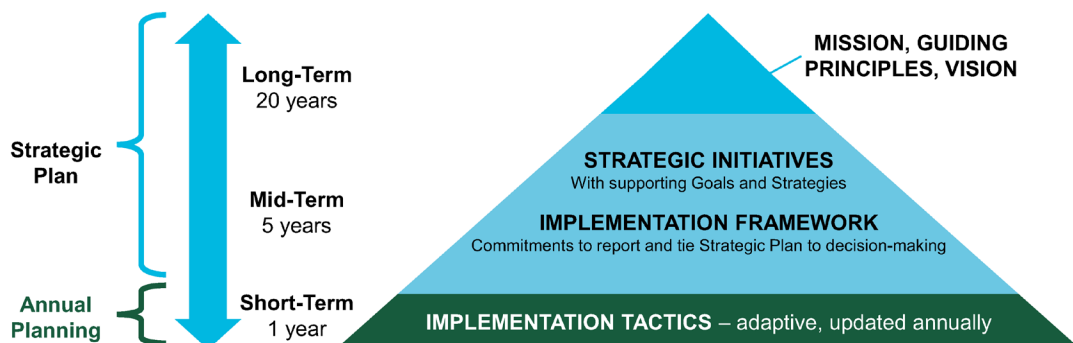 Strategic
Plan
Annual
Planning
Long-Term
20 years
Mid-Term
5 years
Short-Term
1 year
MISSION, GUIDING
PRINCIPLES, VISION
STRATEGIC INITIATIVES
With supporting Goals and Strategies
IMPLEMENTATION FRAMEWORK
Commitments to report and tie Strategic Plan to decision-making
IMPLEMENTATION TACTICS – adaptive, updated annually